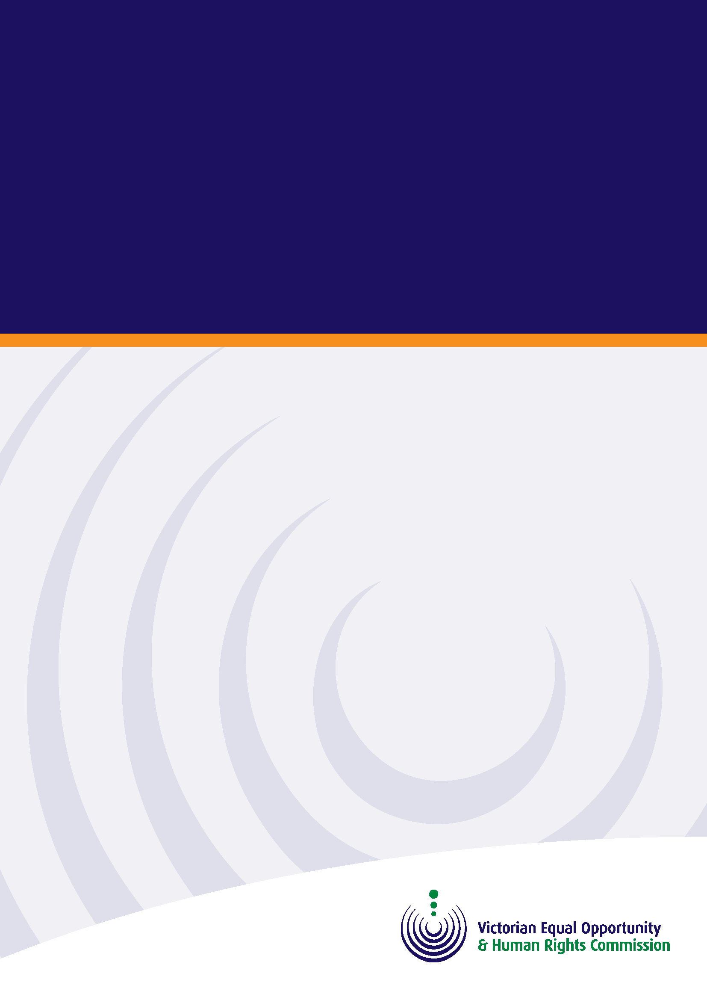 Victorian Equal Opportunity
& Human Rights Commission